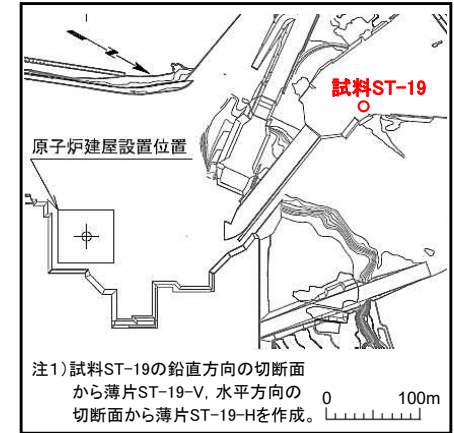 試料ST-19
原子炉建屋設置位置
注1)試料ST-19の鉛直方向の切断面
から薄片ST-19-V, 水平方向の
切断面から薄片ST-19-Hを作成。
0 100m